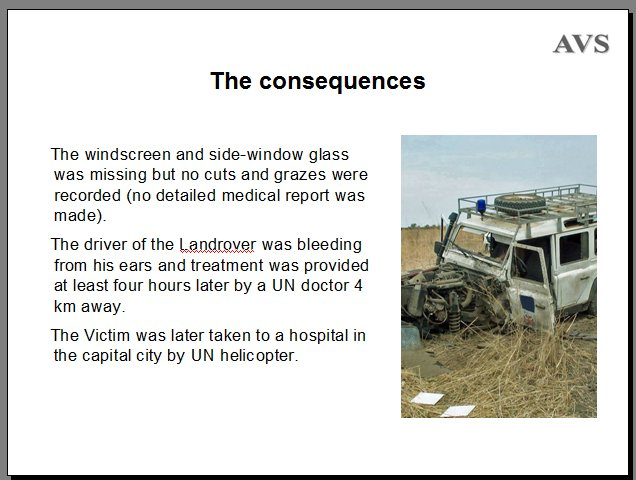 AVS
The consequences
The windscreen and side-window glass
was missing but no cuts and grazes were
recorded (no detailed medical report was
made).
The driver of the Landrover was bleeding
from his ears and treatment was provided
at least four hours later by a UN doctor 4
km away.
The Victim was later taken to a hospital in
the capital city by UN helicopter.